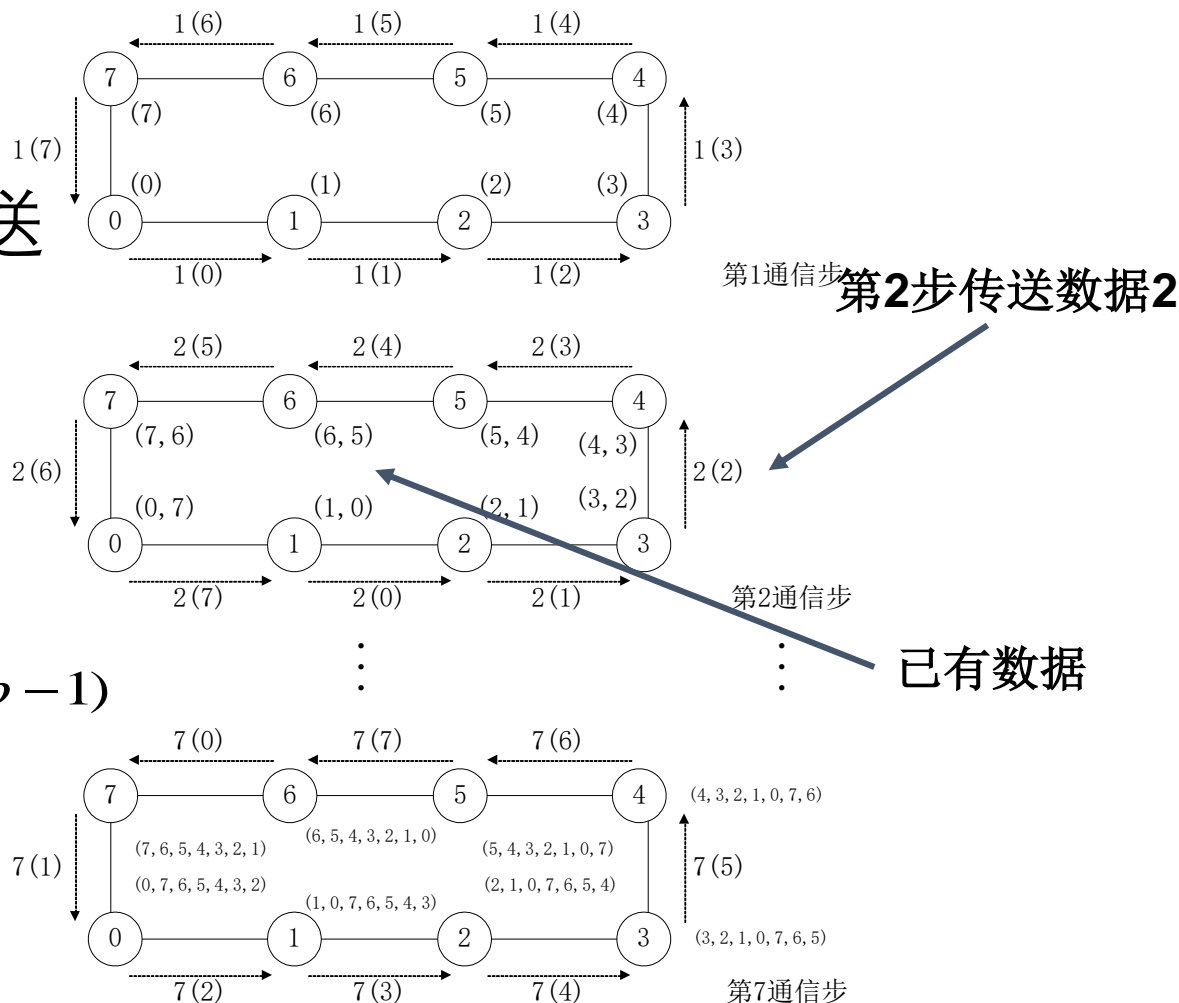 1(6) 1(5) 1(4)
7 6 5 4
(7) (6) (5) (4)
1(7) 1(3)
(0) (1) (2) (3)
送
0 1 2 3
1(0) 1(1) 1(2)
第1通信步
第2步传送数据2
2(5) 2(4) 2(3)
7 6 5 4
(7,6) (6,5) (5,4) (4,3)
2(6) 2(2)
(0,7) (1,0) (2,1) (3,2)
0 1 2 3
2(7) 2(0) 2(1)
第2通信步
已有数据
−1)
7(0) 7(7) 7(6)
7 6 5 4 (4,3,2,1,0,7,6)
(7,6,5,4,3,2,1) (6,5,4,3,2,1,0) (5,4,3,2,1,0,7)
7(1) 7(5)
(0,7,6,5,4,3,2) (1,0,7,6,5,4,3) (2,1,0,7,6,5,4)
0 1 2 3 (3,2,1,0,7,6,5)
7(2) 7(3) 7(4)
第7通信步